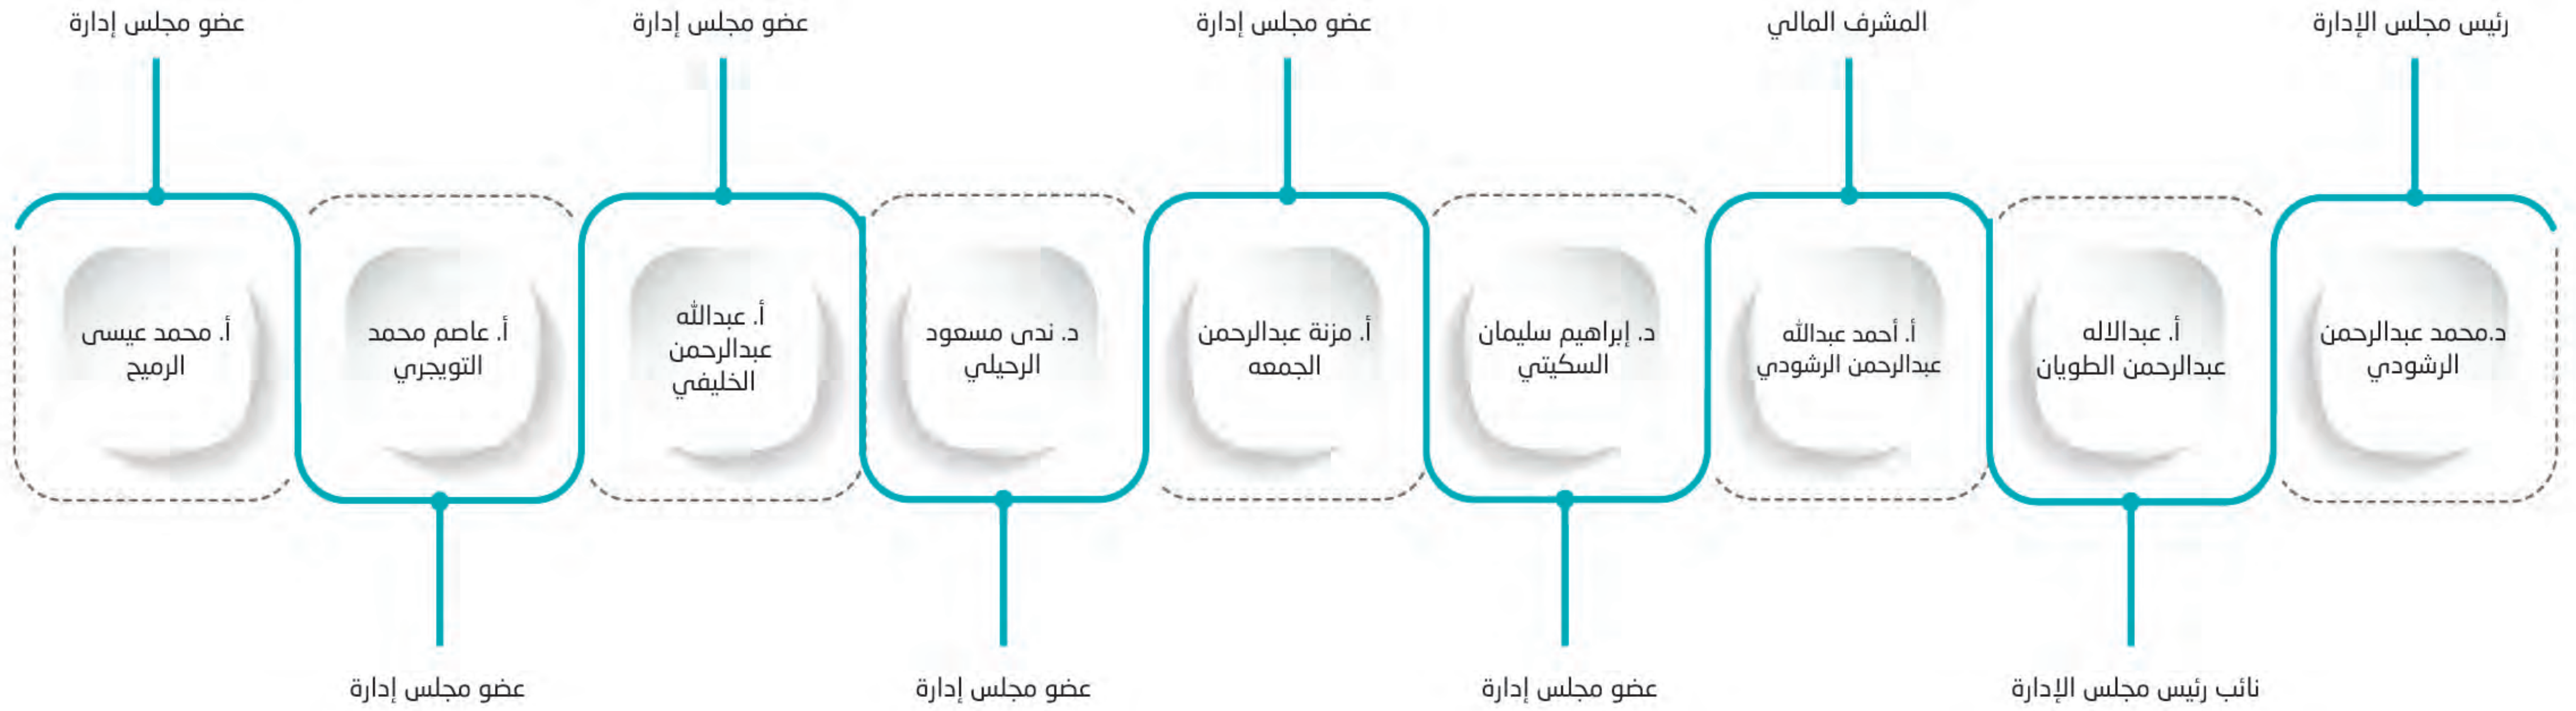 رئيس مجلس الإدارة
المشرف المالي
عضو مجلس إدارة
عضو مجلس إدارة
عضو مجلس إدارة
د.محمد عبدالرحمن
الرشودي
أ. عبدالاله
عبدالرحمن الطويان
أ. أحمد عبدالله
عبدالرحمن الرشودي
د. إبراهيم سليمان
السكيتي
أ. مزنة عبدالرحمن
الجمعه
د. ندى مسعود
الرحيلي
أ. عبدالله
عبدالرحمن
الخليفي
أ. عاصم محمد
التويجري
أ. محمد عيسى
الرميح
نائب رئيس مجلس الإدارة
عضو مجلس إدارة
عضو مجلس إدارة
عضو مجلس إدارة